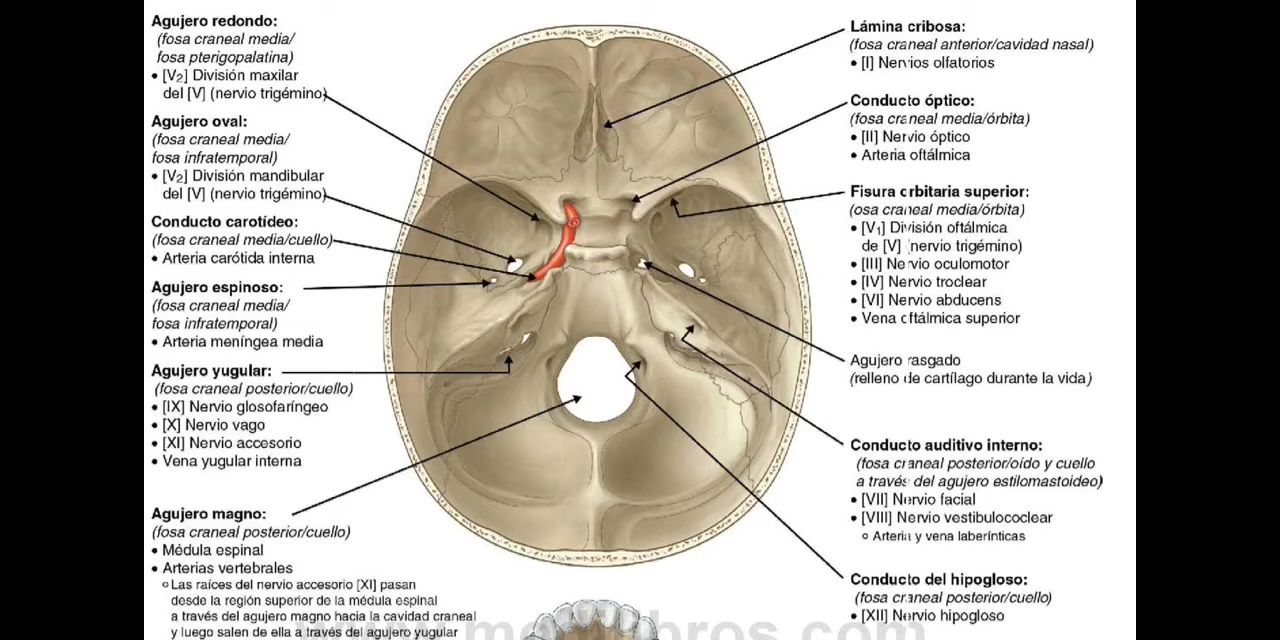 Agujero redondo:
(fosa craneal media/
fosa pterigopalatina)
• [V₂] División maxilar
del [V] (nervio trigémino)
Agujero oval:
(fosa craneal media/
fosa infratemporal)
• [V₂] División mandibular
del [V] (nervio trigémino)
Conducto carotídeo:
(fosa craneal media/cuello)
• Arteria carótida interna
Agujero espinoso:
(fosa craneal media/
fosa infratemporal)
• Arteria meníngea media
Agujero yugular:
(fosa craneal posterior/cuello)
• [IX] Nervio glosofaríngeo
• [X] Nervio vago
• [XI] Nervio accesorio
• Vena yugular interna
Agujero magno:
(fosa craneal posterior/cuello)
• Médula espinal
• Arterias vertebrales
o Las raíces del nervio accesorio [XI] pasan
desde la región superior de la médula espinal
a través del agujero magno hacia la cavidad craneal
y luego salen de ella a través del agujero yugular
Lámina cribosa:
(fosa craneal anterior/cavidad nasal)
• [I] Nervios olfatorios
Conducto óptico:
(fosa craneal media/órbita)
• [II] Nervio óptico
• Arteria oftálmica
Fisura orbitaria superior:
(osa craneal media/órbita)
• [V₁] División oftálmica
de [V] (nervio trigémino)
• [III] Nervio oculomotor
• [IV] Nervio troclear
• [VI] Nervio abducens
• Vena oftálmica superior
Agujero rasgado
(relleno de cartílago durante la vida)
Conducto auditivo interno:
(fosa craneal posterior/oído y cuello
a través del agujero estilomastoideo)
• [VII] Nervio facial
• [VIII] Nervio vestibulococlear
o Arteria y vena laberínticas
Conducto del hipogloso:
(fosa craneal posterior/cuello)
• [XII] Nervio hipogloso